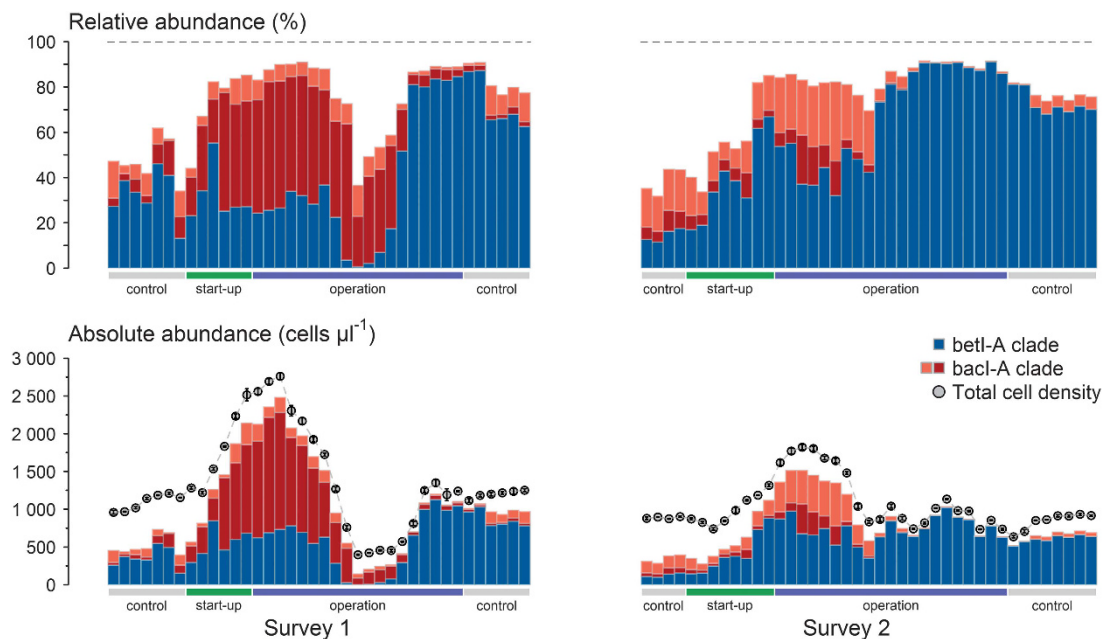 Relative abundance (%)
100
80
60
40
20
0
control start-up operation control
control start-up operation control
Absolute abundance (cells µl⁻¹)
3 000
2 500
2 000
1 500
1 000
500
0
betI-A clade
bacI-A clade
Total cell density
control start-up operation control
control start-up operation control
Survey 1 Survey 2